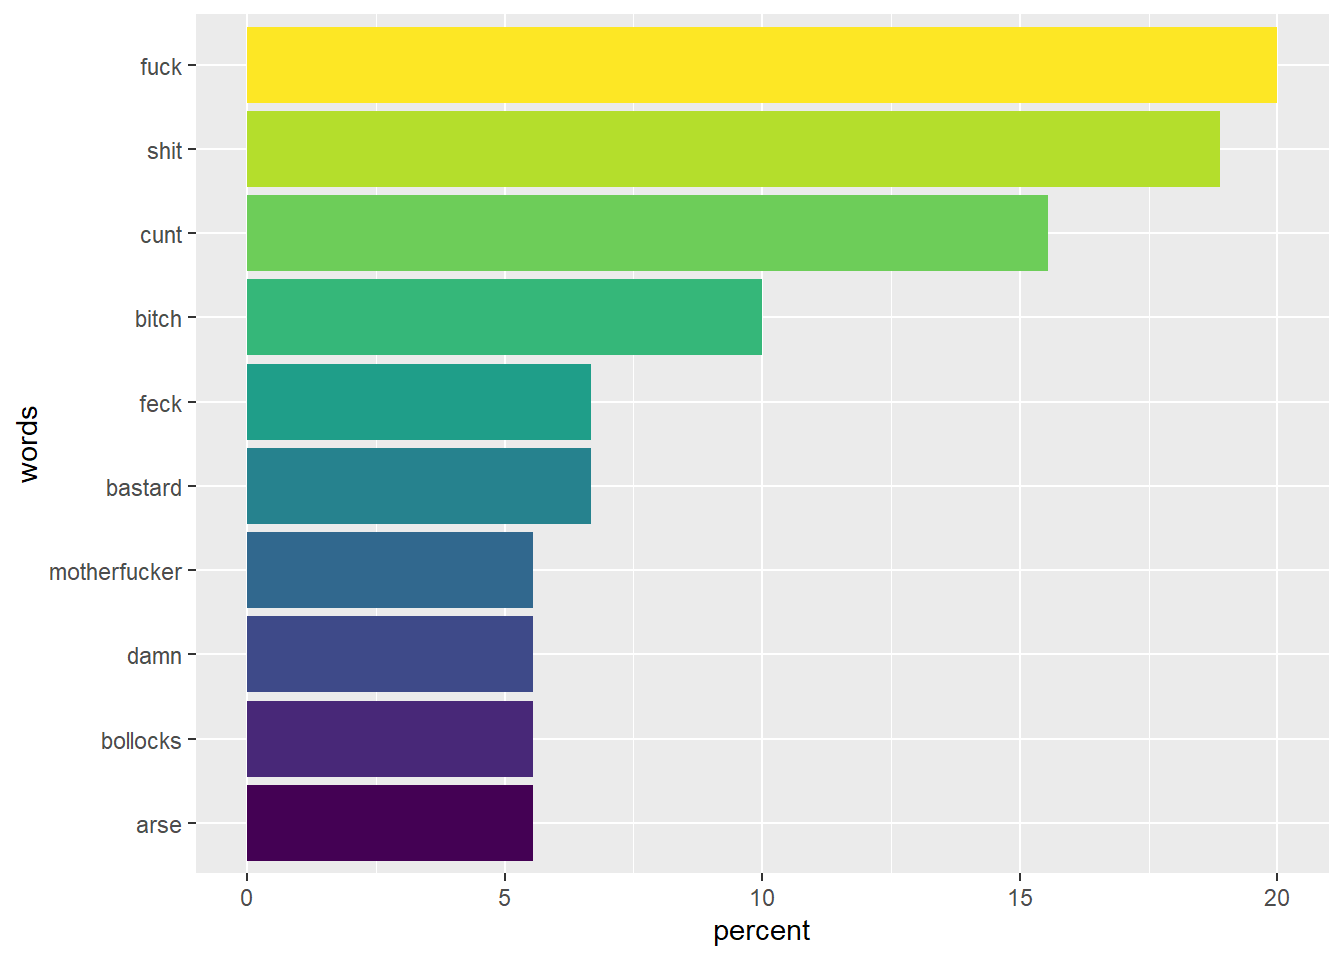 fuck
shit
cunt
bitch
feck
bastard
motherfucker
damn
bollocks
arse
words
0 5 10 15 20
percent